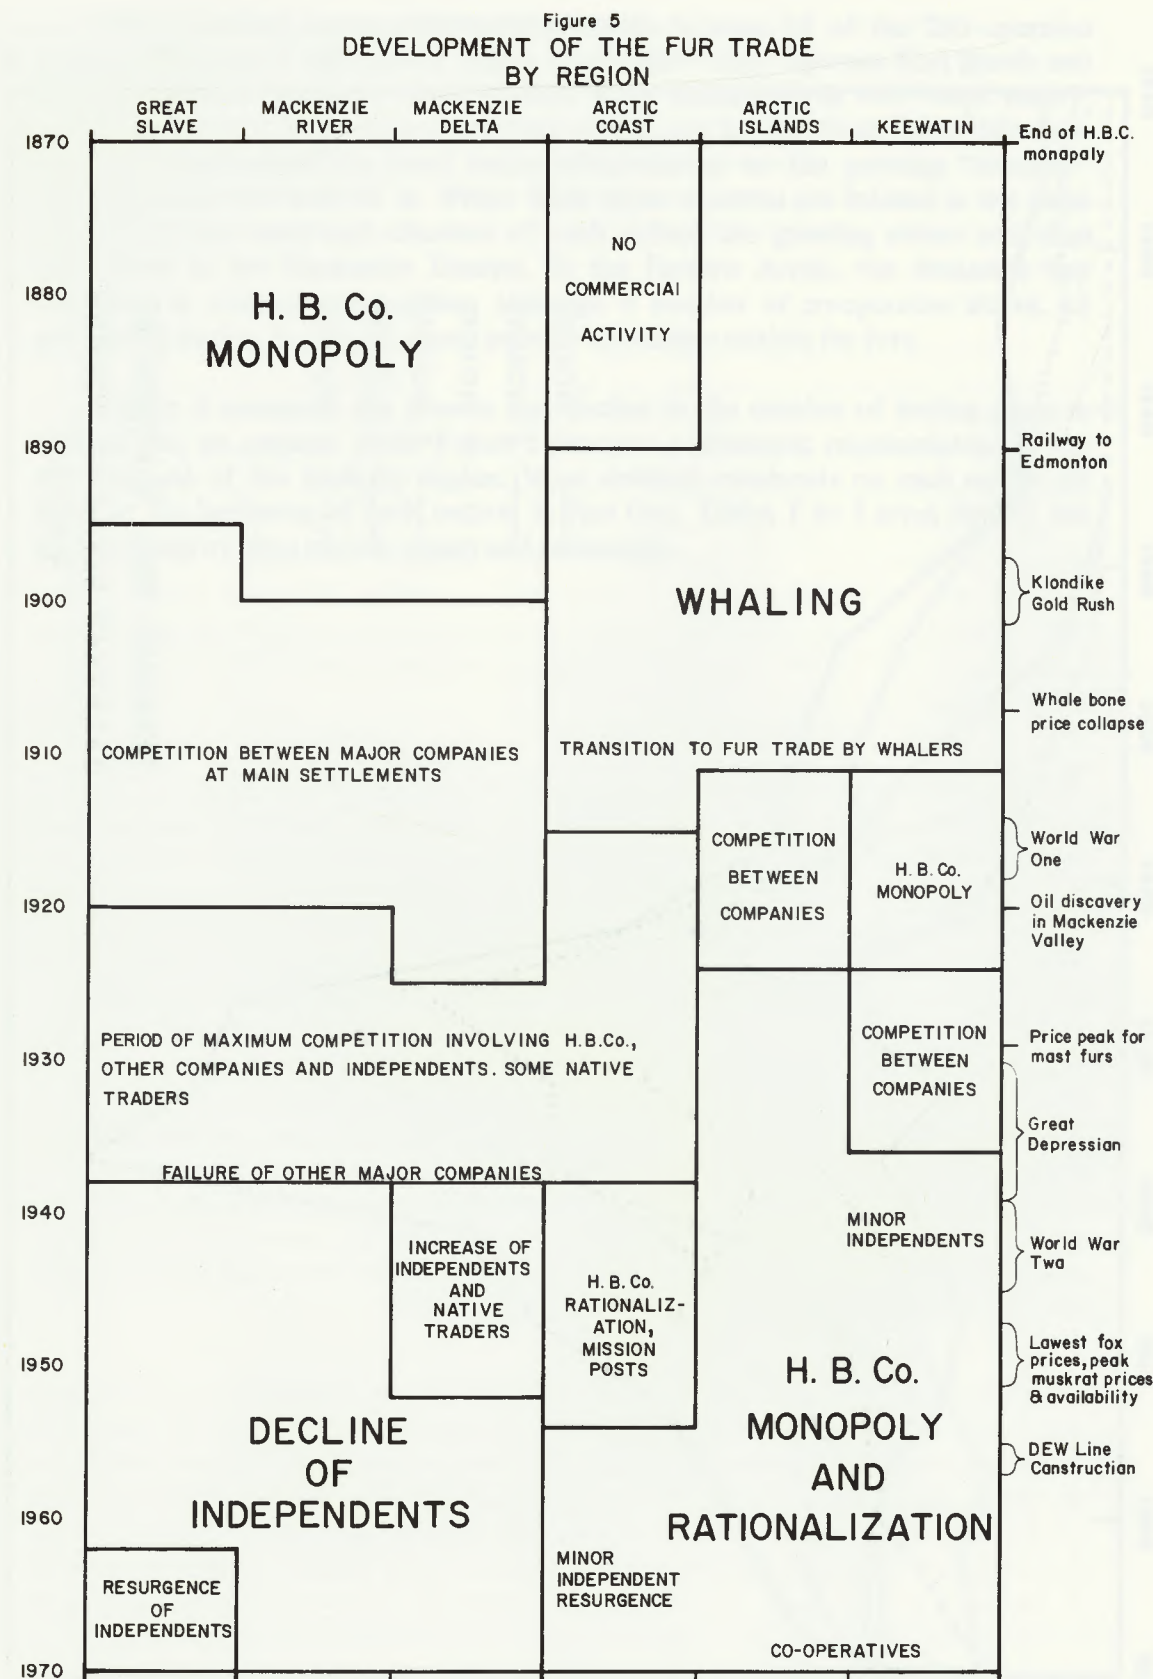 Figure 5
DEVELOPMENT OF THE FUR TRADE
BY REGION
GREAT
SLAVE
MACKENZIE
RIVER
MACKENZIE
DELTA
ARCTIC
COAST
ARCTIC
ISLANDS
KEEWATIN
1870
End of H.B.C.
monapaly
NO
COMMERCIAl
ACTIVITY
1880
H. B. Co.
MONOPOLY
1890
Railway to
Edmonton
1900
WHALING
Klondike
Gold Rush
Whale bone
price collapse
1910
COMPETITION BETWEEN MAJOR COMPANIES
AT MAIN SETTLEMENTS
TRANSITION TO FUR TRADE BY WHALERS
COMPETITION
BETWEEN
COMPANIES
H. B. Co.
MONOPOLY
World War
One
1920
Oil discavery
in Mackenzie
Valley
PERIOD OF MAXIMUM COMPETITION INVOLVING H.B.Co.,
OTHER COMPANIES AND INDEPENDENTS. SOME NATIVE
TRADERS
COMPETITION
BETWEEN
COMPANIES
1930
Price peak for
mast furs
Great
Depressian
FAILURE OF OTHER MAJOR COMPANIES
1940
INCREASE OF
INDEPENDENTS
AND
NATIVE
TRADERS
H. B. Co.
RATIONALIZ-
ATION,
MISSION
POSTS
MINOR
INDEPENDENTS
World War
Twa
1950
Lawest fox
prices, peak
muskrat prices
& availability
H. B. Co.
MONOPOLY
AND
RATIONALIZATION
DECLINE
OF
INDEPENDENTS
DEW Line
Canstruction
1960
RESURGENCE
OF
INDEPENDENTS
MINOR
INDEPENDENT
RESURGENCE
CO-OPERATIVES
1970